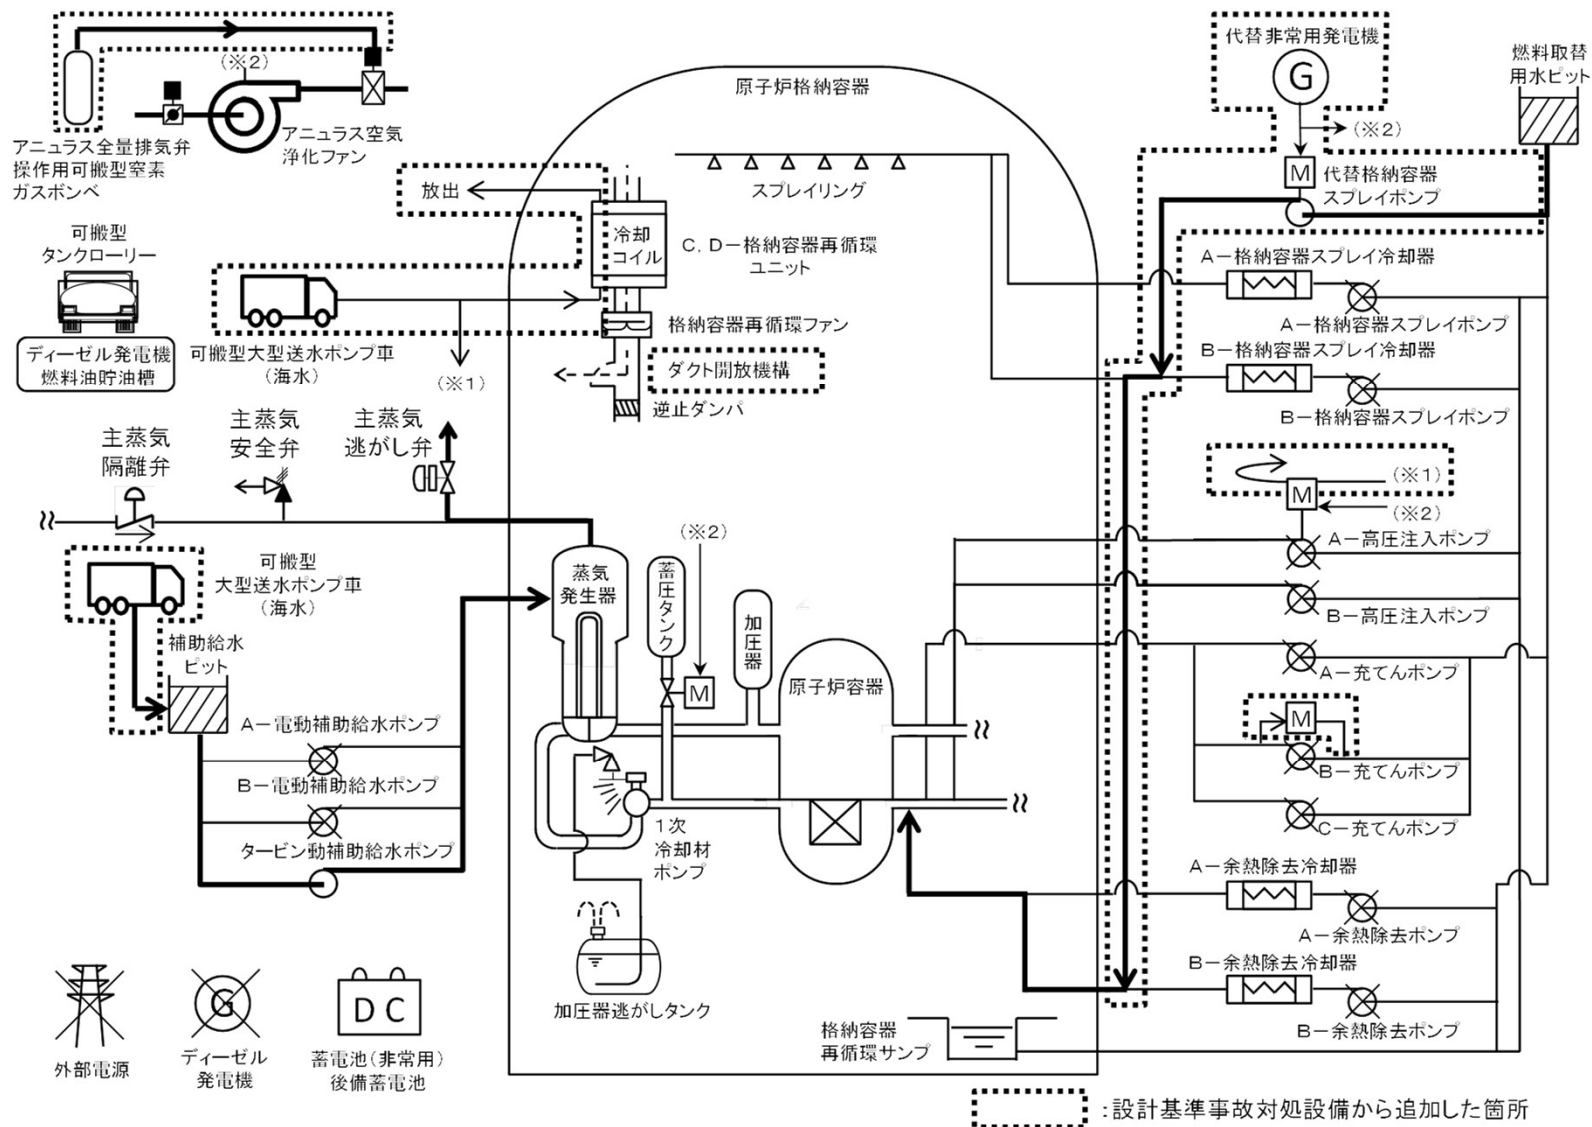 (※2)
アニュラス全量排気弁
操作用可搬型窒素
ガスボンベ
アニュラス空気
浄化ファン
可搬型
タンクローリー
ディーゼル発電機
燃料油貯油槽
原子炉格納容器
スプレイリング
放出
冷却
コイル
C,D-格納容器再循環
ユニット
格納容器再循環ファン
ダクト開放機構
逆止ダンパ
可搬型大型送水ポンプ車
(海水)
(※1)
代替非常用発電機
G
(※2)
M
代替格納容器
スプレイポンプ
燃料取替
用水ピット
A-格納容器スプレイ冷却器
A-格納容器スプレイポンプ
B-格納容器スプレイ冷却器
B-格納容器スプレイポンプ
主蒸気
隔離弁
主蒸気
安全弁
主蒸気
逃がし弁
(※1)
M
(※2)
A-高圧注入ポンプ
B-高圧注入ポンプ
A-充てんポンプ
M
B-充てんポンプ
C-充てんポンプ
可搬型
大型送水ポンプ車
(海水)
補助給水
ピット
A-電動補助給水ポンプ
B-電動補助給水ポンプ
タービン動補助給水ポンプ
蒸気
発生器
蓄圧タンク
(※2)
M
加圧器
原子炉容器
1次
冷却材
ポンプ
加圧器逃がしタンク
A-余熱除去冷却器
A-余熱除去ポンプ
B-余熱除去冷却器
B-余熱除去ポンプ
格納容器
再循環サンプ
外部電源
G
ディーゼル
発電機
DC
蓄電池(非常用)
後備蓄電池
:設計基準事故対処設備から追加した箇所